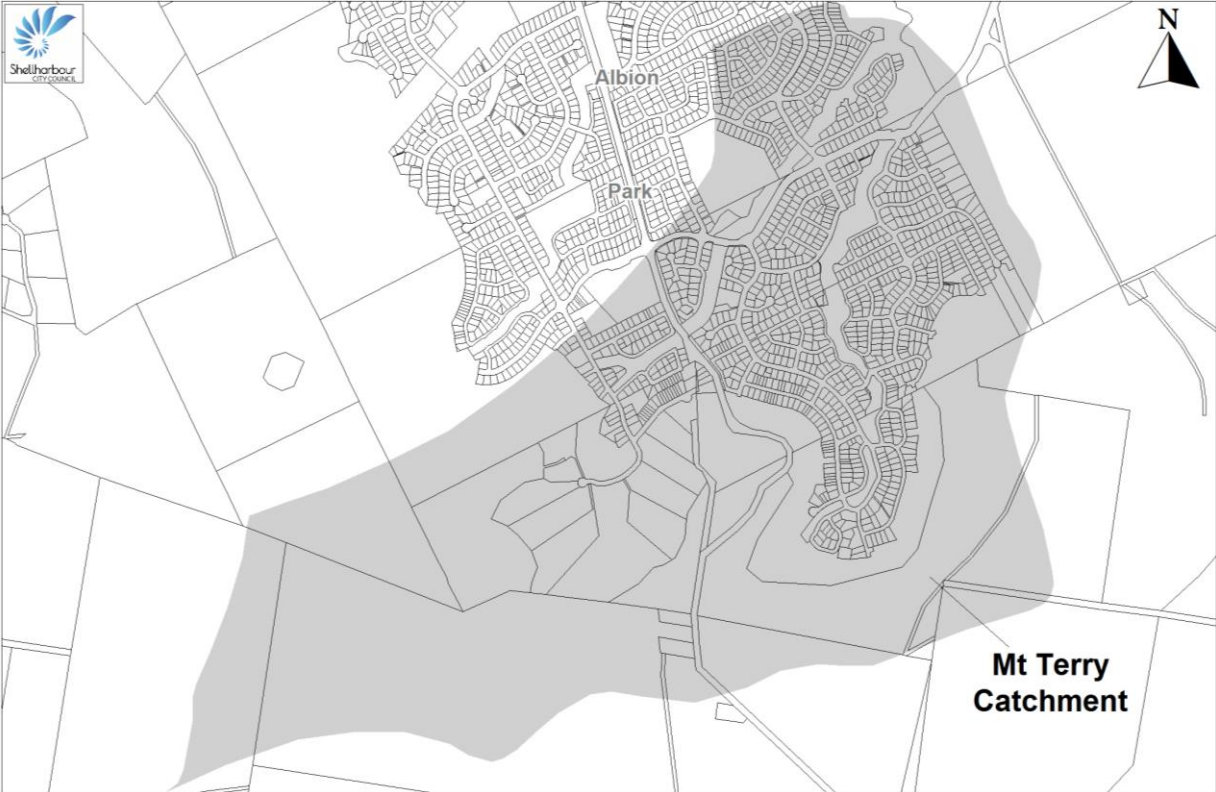 Shellharbour
CITY COUNCIL
N
Albion
Park
Mt Terry
Catchment